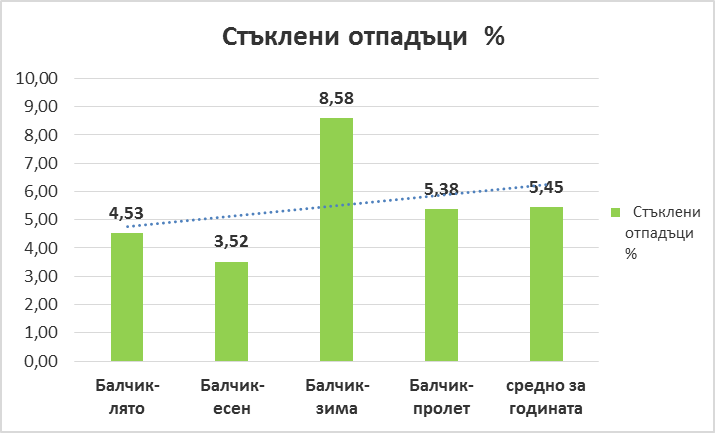 Стъклени отпадъци %
10,00
9,00
8,00
7,00
6,00
5,00
4,00
3,00
2,00
1,00
0,00
4,53
3,52
8,58
5,38
5,45
Балчик-
лято
Балчик-
есен
Балчик-
зима
Балчик-
пролет
средно за
годината
Стъклени
отпадъци
%